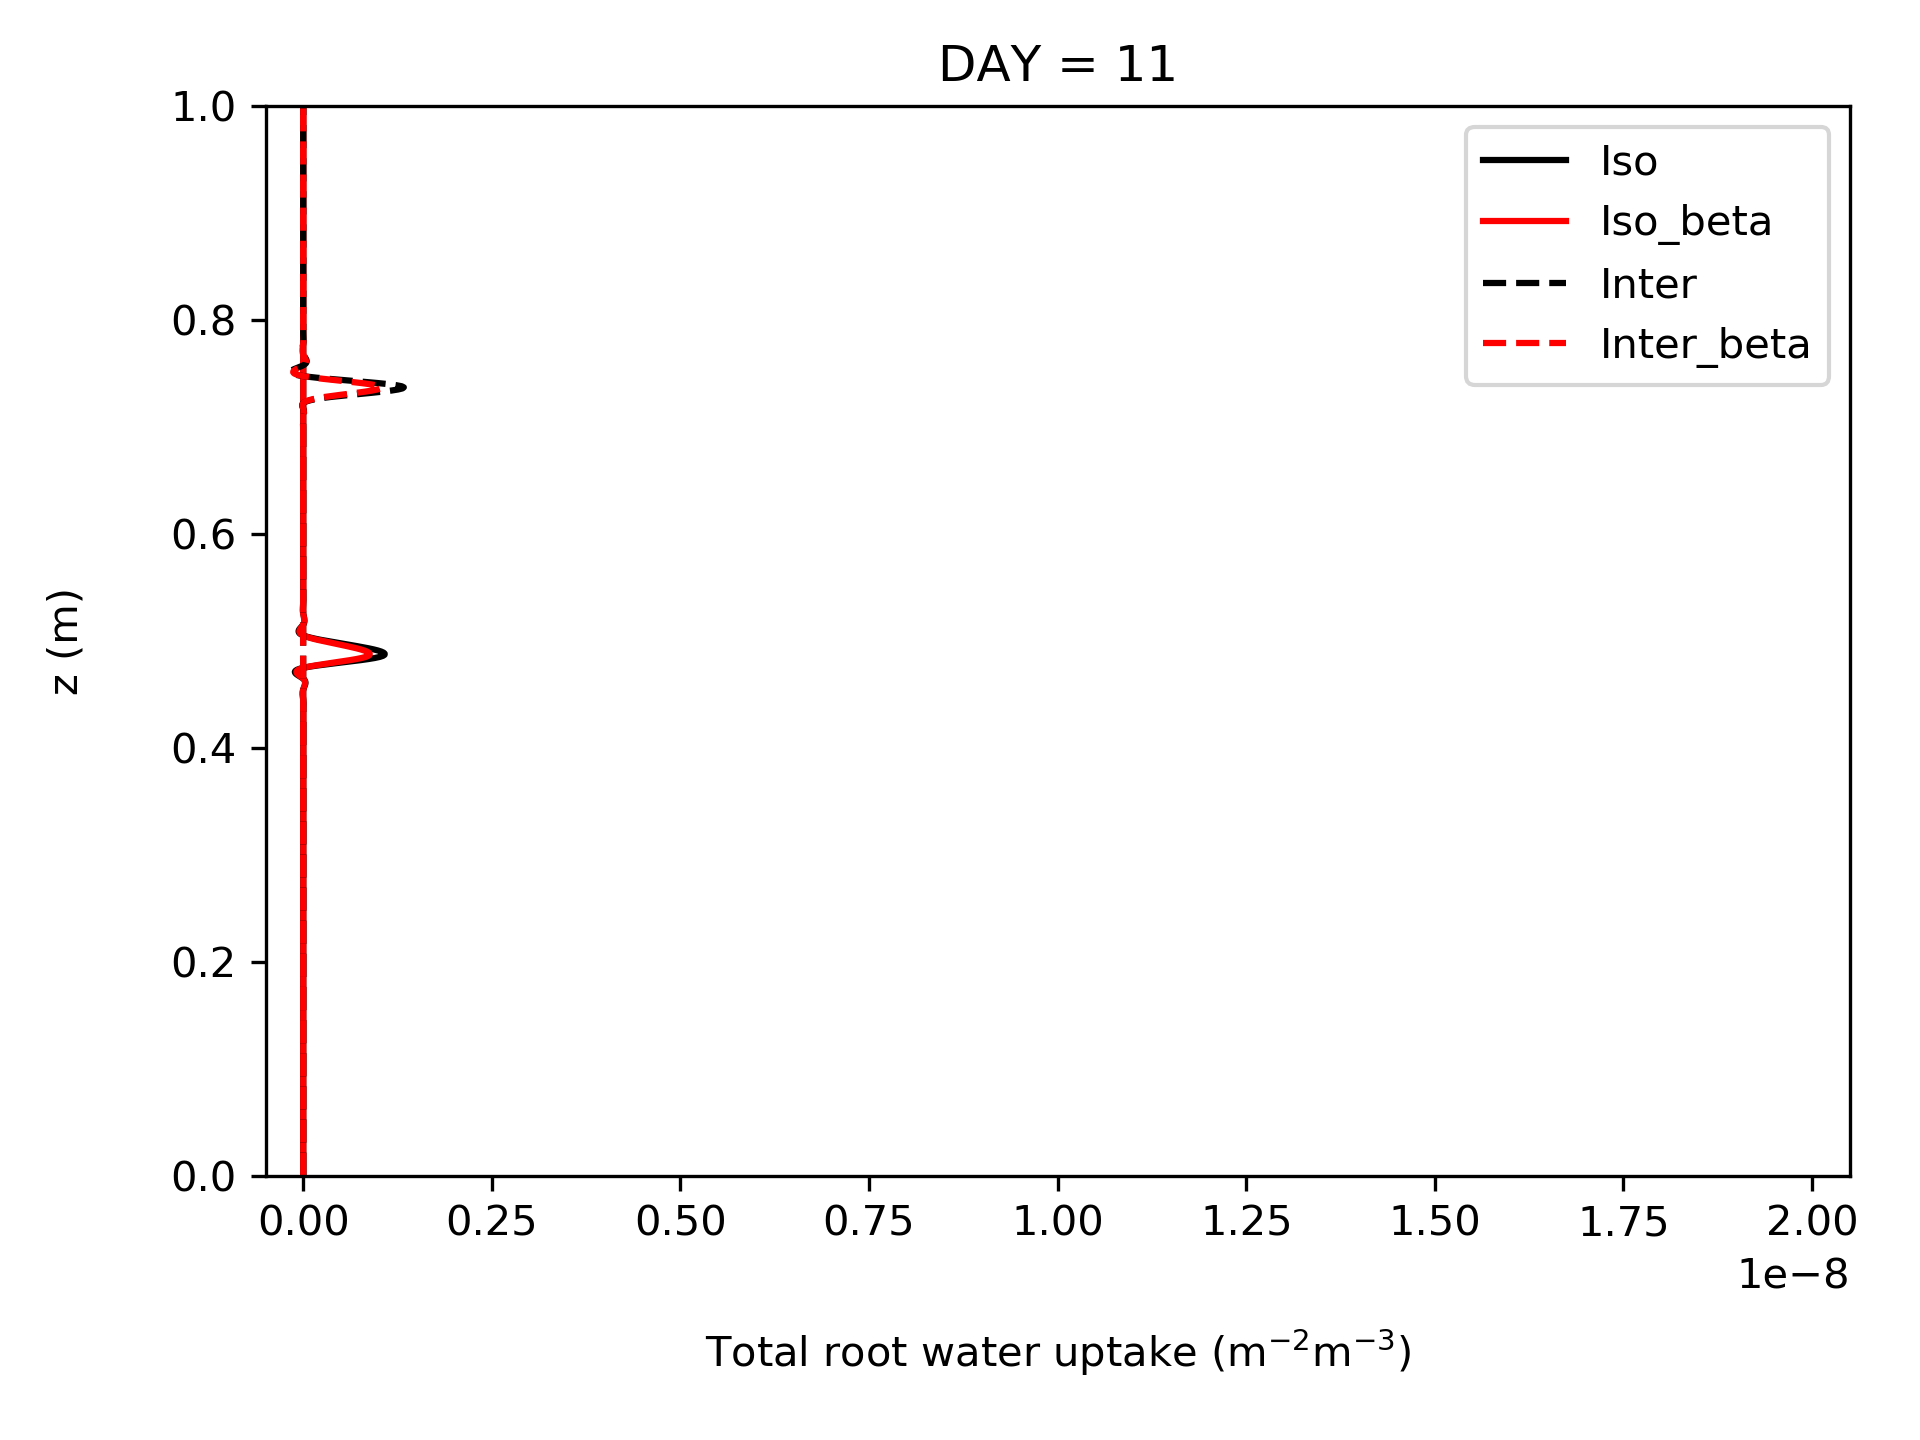 DAY = 11
1.0
0.8
0.6
0.4
0.2
0.0
z (m)
Iso
Iso_beta
Inter
Inter_beta
0.00 0.25 0.50 0.75 1.00 1.25 1.50 1.75 2.00
1e−8
Total root water uptake (m⁻²m⁻³)